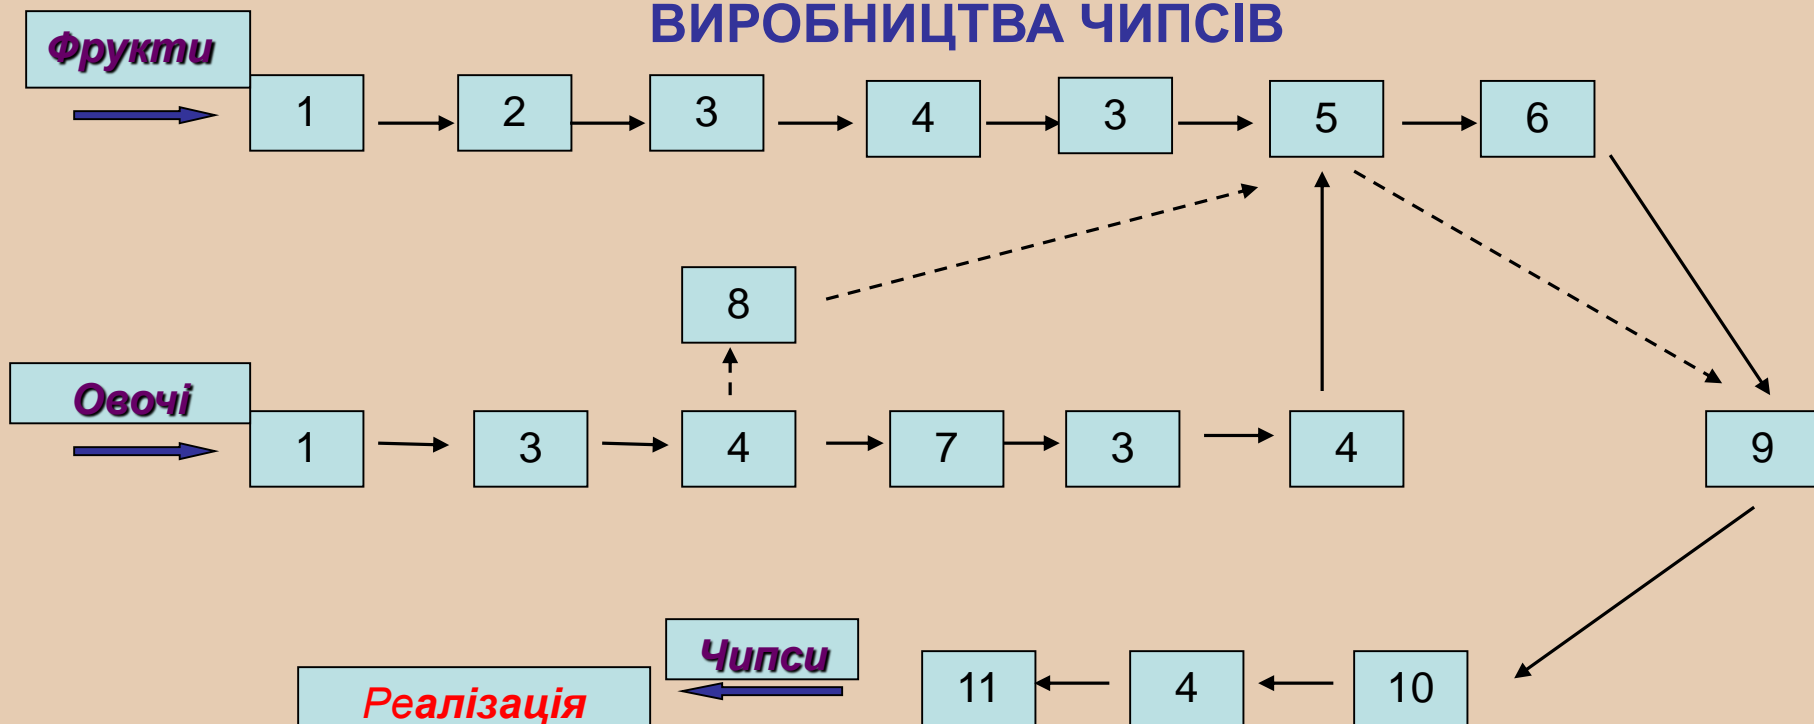 ВИРОБНИЦТВА ЧИПСІВ
Фрукти
1 2 3 4 3 5 6
8
Овочі
1 3 4 7 3 4 9
Чипси
11 4 10
Реалізація